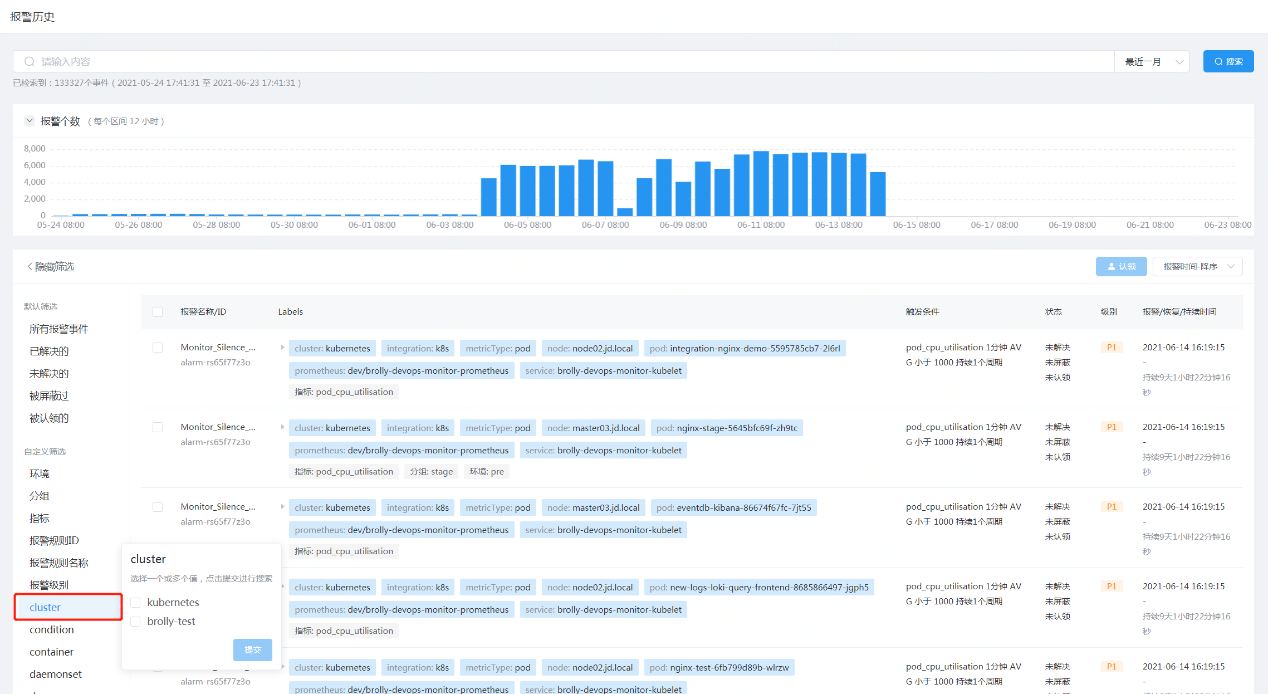 报警历史
请输入内容 最近一月 搜索
已检索到：133327个事件 ( 2021-05-24 17:41:31 至 2021-06-23 17:41:31 )
报警个数 ( 每个区间 12 小时 )
8,000
6,000
4,000
2,000
0
05-24 08:00 05-26 08:00 05-28 08:00 05-30 08:00 06-01 08:00 06-03 08:00 06-05 08:00 06-07 08:00 06-09 08:00 06-11 08:00 06-13 08:00 06-15 08:00 06-17 08:00 06-19 08:00 06-21 08:00 06-23 08:00
隐藏筛选 认领 报警时间-降序
默认筛选
所有报警事件
已解决的
未解决的
被屏蔽过
被认领的
自定义筛选
环境
分组
指标
报警规则ID
报警规则名称
报警级别
cluster
condition
container
daemonset
cluster
选择一个或多个值，点击提交进行搜索
kubernetes
brolly-test
提交
报警名称/ID Labels 触发条件 状态 级别 报警/恢复/持续时间
Monitor_Silence_... cluster: kubernetes integration: k8s metricType: pod node: node02.jd.local pod: integration-nginx-demo-5595785cb7-2l6rl pod_cpu_utilisation 1分钟 AV 未解决 P1 2021-06-14 16:19:15
alarm-rs65f77z3o prometheus: dev/brolly-devops-monitor-prometheus service: brolly-devops-monitor-kubelet G 小于 1000 持续1个周期 未屏蔽 -
指标: pod_cpu_utilisation 未认领 持续9天1小时22分钟16
秒
Monitor_Silence_... cluster: kubernetes integration: k8s metricType: pod node: master03.jd.local pod: nginx-stage-5645bfc69f-zh9tc pod_cpu_utilisation 1分钟 AV 未解决 P1 2021-06-14 16:19:15
alarm-rs65f77z3o prometheus: dev/brolly-devops-monitor-prometheus service: brolly-devops-monitor-kubelet G 小于 1000 持续1个周期 未屏蔽 -
指标: pod_cpu_utilisation 分组: stage 环境: pre 未认领 持续9天1小时22分钟16
秒
Monitor_Silence_... cluster: kubernetes integration: k8s metricType: pod node: master03.jd.local pod: eventdb-kibana-86674f67fc-7jt55 pod_cpu_utilisation 1分钟 AV 未解决 P1 2021-06-14 16:19:15
alarm-rs65f77z3o prometheus: dev/brolly-devops-monitor-prometheus service: brolly-devops-monitor-kubelet G 小于 1000 持续1个周期 未屏蔽 -
指标: pod_cpu_utilisation 未认领 持续9天1小时22分钟16
秒
cluster: kubernetes integration: k8s metricType: pod node: node02.jd.local pod: new-logs-loki-query-frontend-8685866497-jgph5 pod_cpu_utilisation 1分钟 AV 未解决 P1 2021-06-14 16:19:15
prometheus: dev/brolly-devops-monitor-prometheus service: brolly-devops-monitor-kubelet G 小于 1000 持续1个周期 未屏蔽 -
指标: pod_cpu_utilisation 未认领 持续9天1小时22分钟16
秒
cluster: kubernetes integration: k8s metricType: pod node: node02.jd.local pod: nginx-test-6fb799d89b-wlrzw pod_cpu_utilisation 1分钟 AV 未解决 P1 2021-06-14 16:19:15
alarm-rs65f77z3o prometheus: dev/brolly-devops-monitor-prometheus service: brolly-devops-monitor-kubelet G 小于 1000 持续1个周期 未屏蔽 -